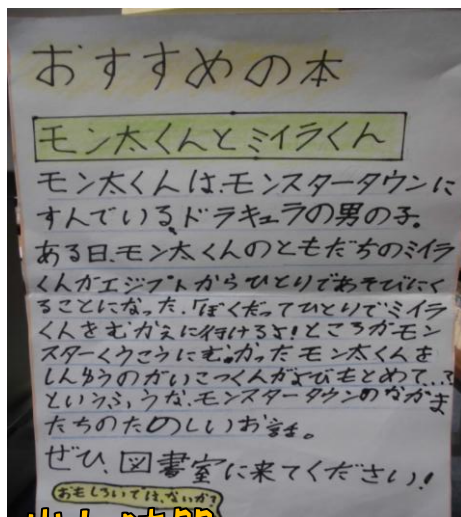 おすすめの本
モン太くんとミイラくん
モン太くんは、モンスタータウンに
すんでいる、ドラキュラの男の子。
ある日、モン太くんのともだちのミイラ
くんがエジプトからひとりであそびにく
ることになった、「ぼくだってひとりでミイラ
くんをむかえに行けるよ!ところがモン
スターくうこうにむかったモン太くんを
しんゆうのがいこつくんがよびもとめて...?
というふうな、モンスタータウンのなかま
たちのたのしいお話。
ぜひ、図書室に来てください!
おもしろいではないか?